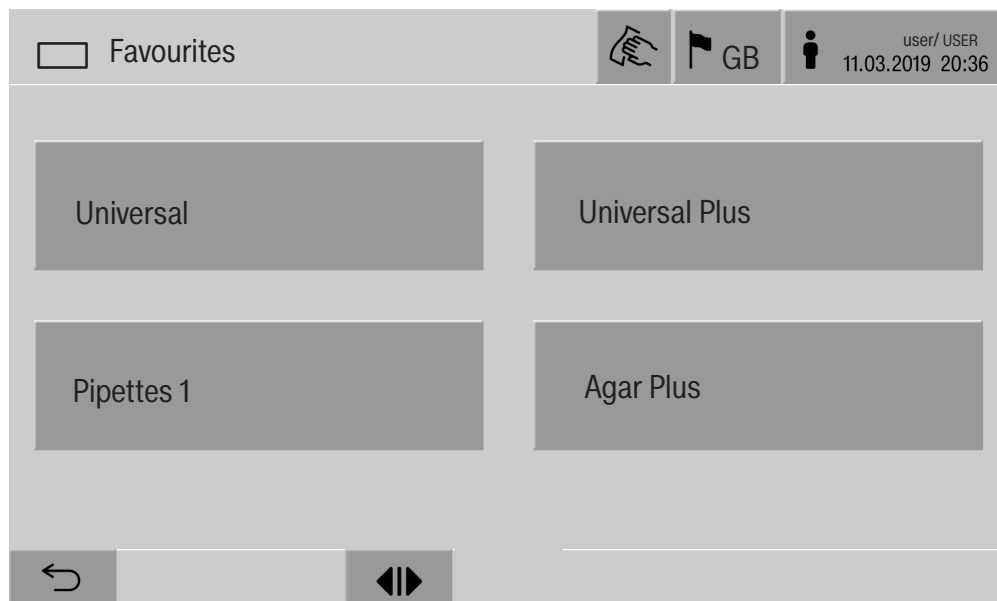 Favourites
GB
user/ USER
11.03.2019 20:36
Universal
Universal Plus
Pipettes 1
Agar Plus